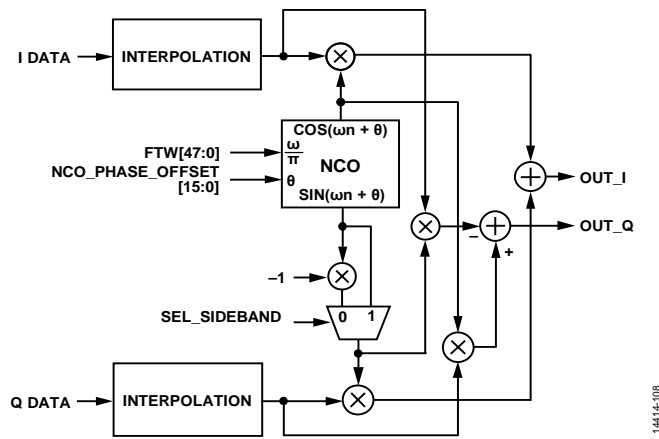 I DATA
INTERPOLATION
COS(ωn + θ)
FTW[47:0]
ω
π
NCO
NCO_PHASE_OFFSET
[15:0]
θ
SIN(ωn + θ)
OUT_I
OUT_Q
–
+
–1
SEL_SIDEBAND
0 1
Q DATA
INTERPOLATION
14414-108